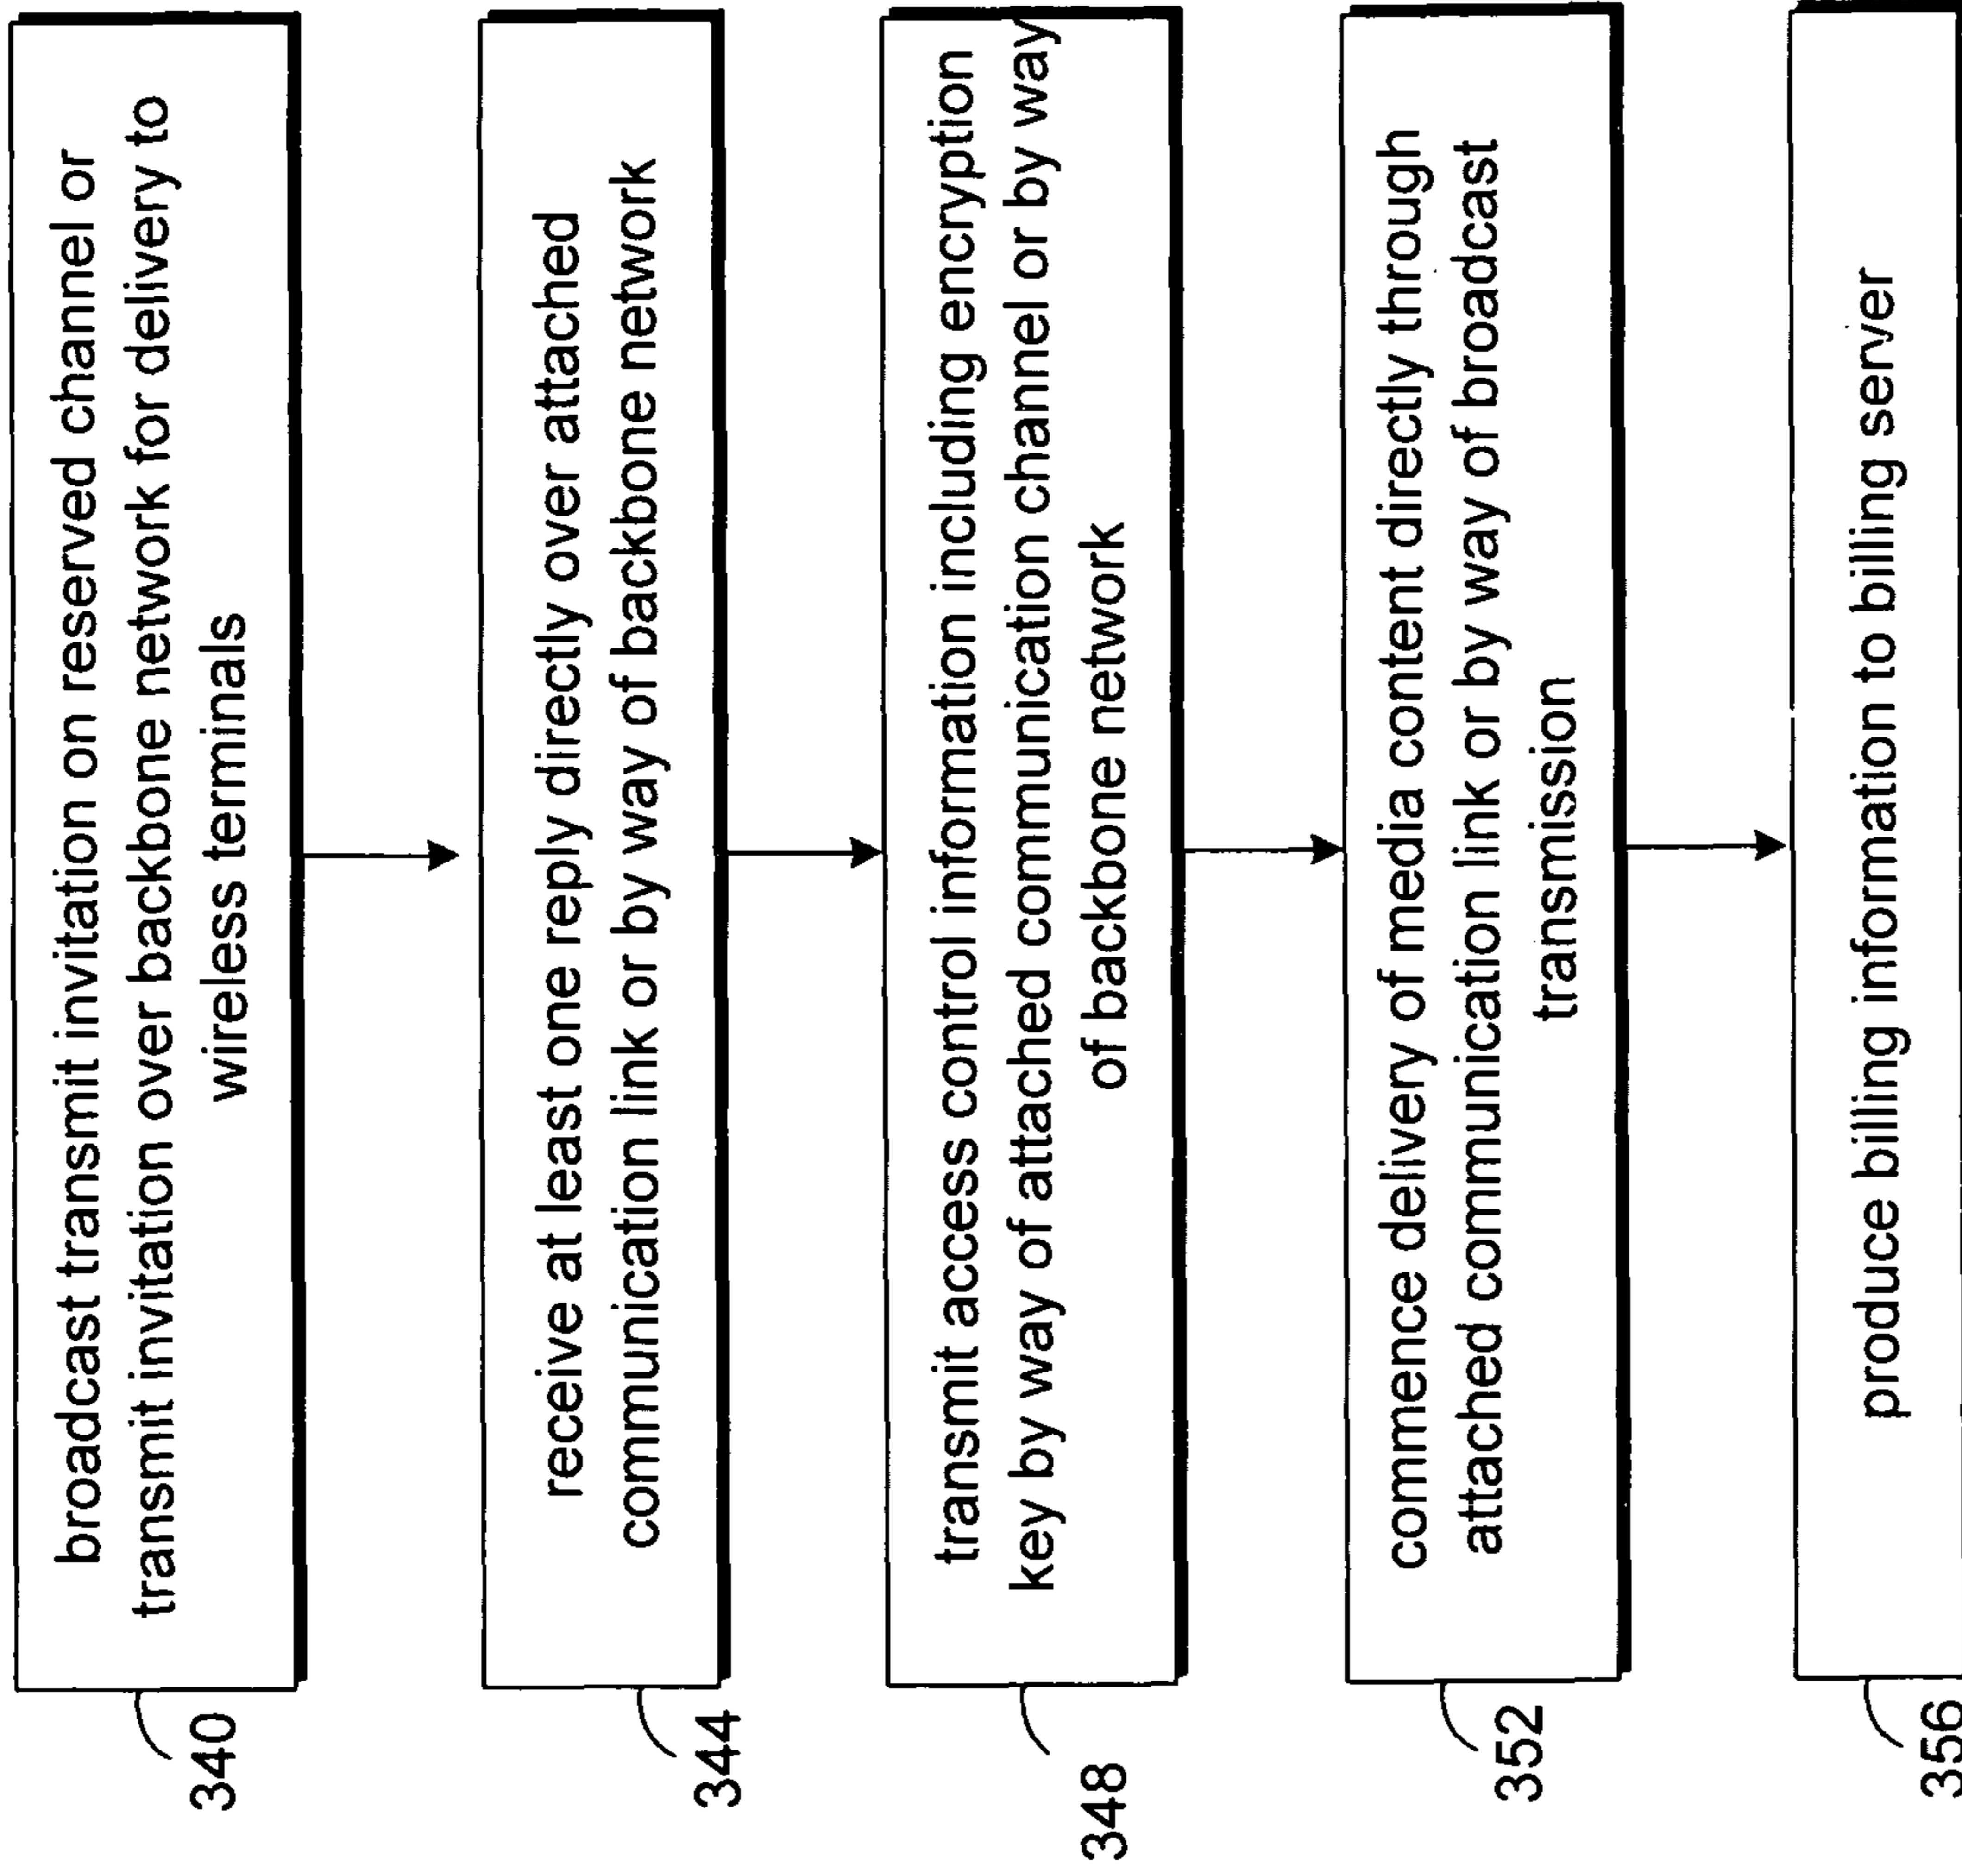 broadcast transmit invitation on reserved channel or
transmit invitation over backbone network for delivery to
wireless terminals
340
receive at least one reply directly over attached
communication link or by way of backbone network
344
transmit access control information including encryption
key by way of attached communication channel or by way
of backbone network
348
commence delivery of media content directly through
attached communication link or by way of broadcast
transmission
352
produce billing information to billing server
356